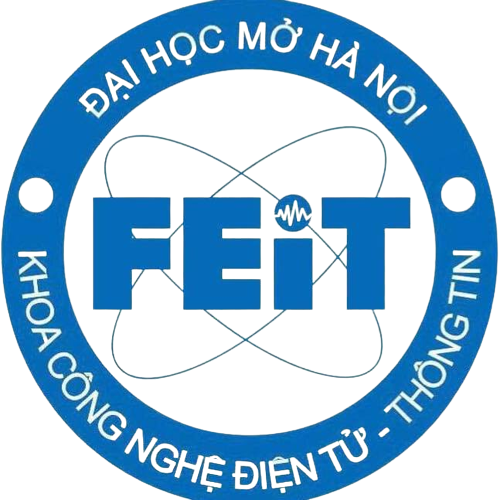 ĐẠI HỌC MỞ HÀ NỘI
FEiT
KHOA CÔNG NGHỆ ĐIỆN TỬ - THÔNG TIN